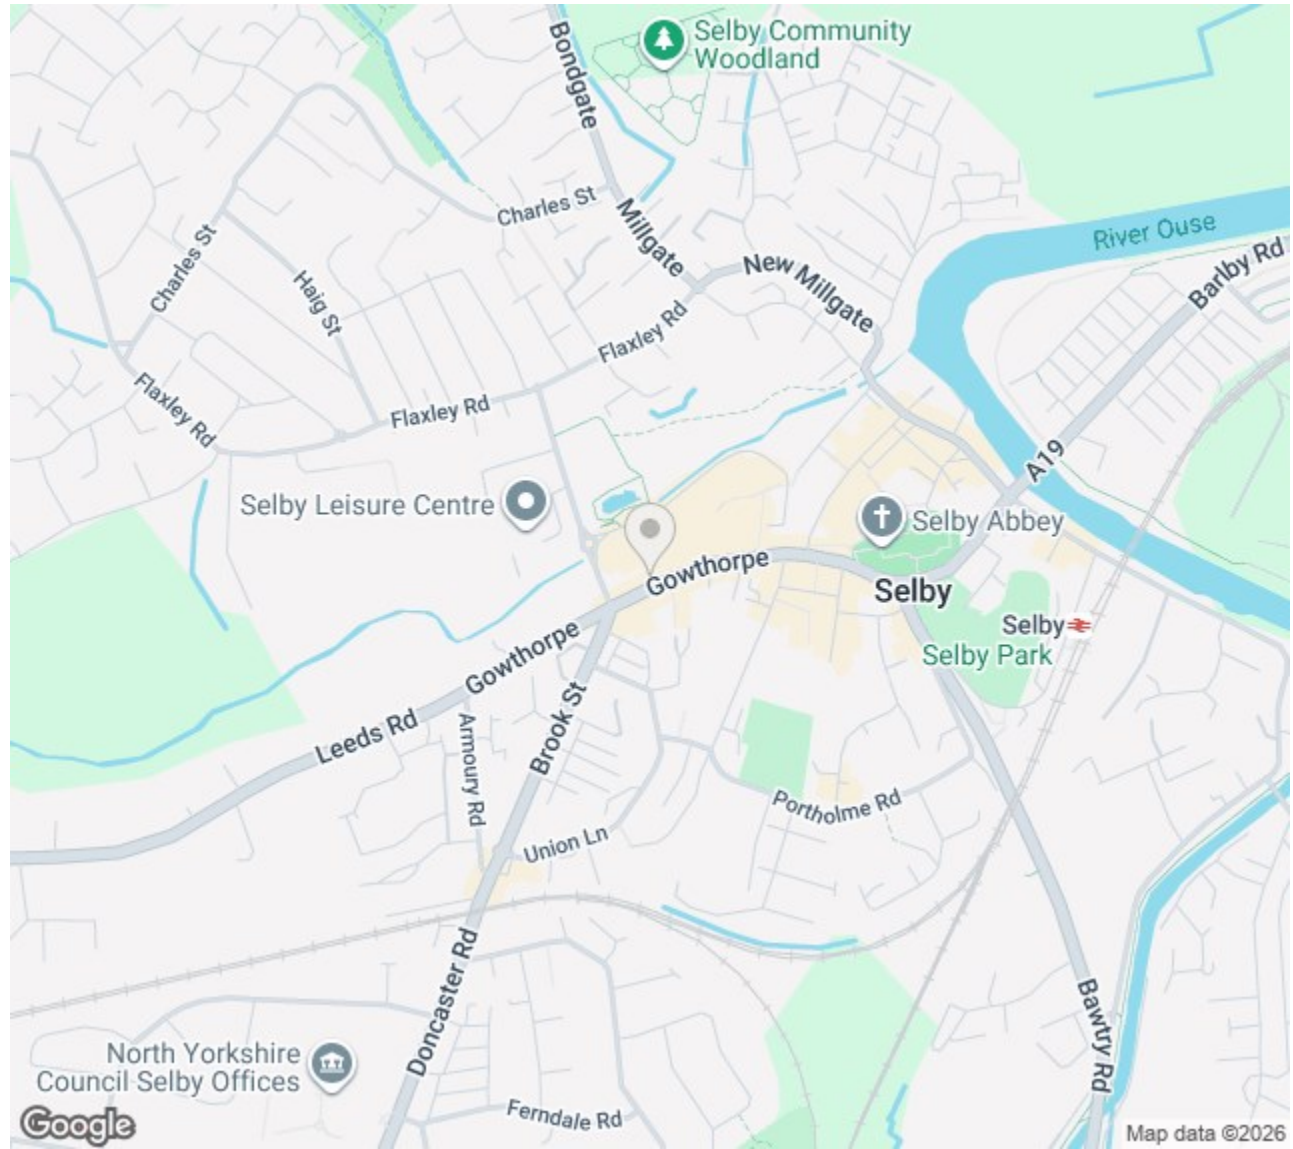 Selby Community
Woodland
Bondgate
Charles St
Millgate
River Ouse
New Millgate
Barlby Rd
Charles St
Haig St
Flaxley Rd
Flaxley Rd
Flaxley Rd
A19
Selby Leisure Centre
Selby Abbey
Gowthorpe
Selby
Selby
Selby Park
Gowthorpe
Leeds Rd
Armoury Rd
Brook St
Portholme Rd
Union Ln
Doncaster Rd
Bawtry Rd
North Yorkshire
Council Selby Offices
Ferndale Rd
Google
Map data ©2026